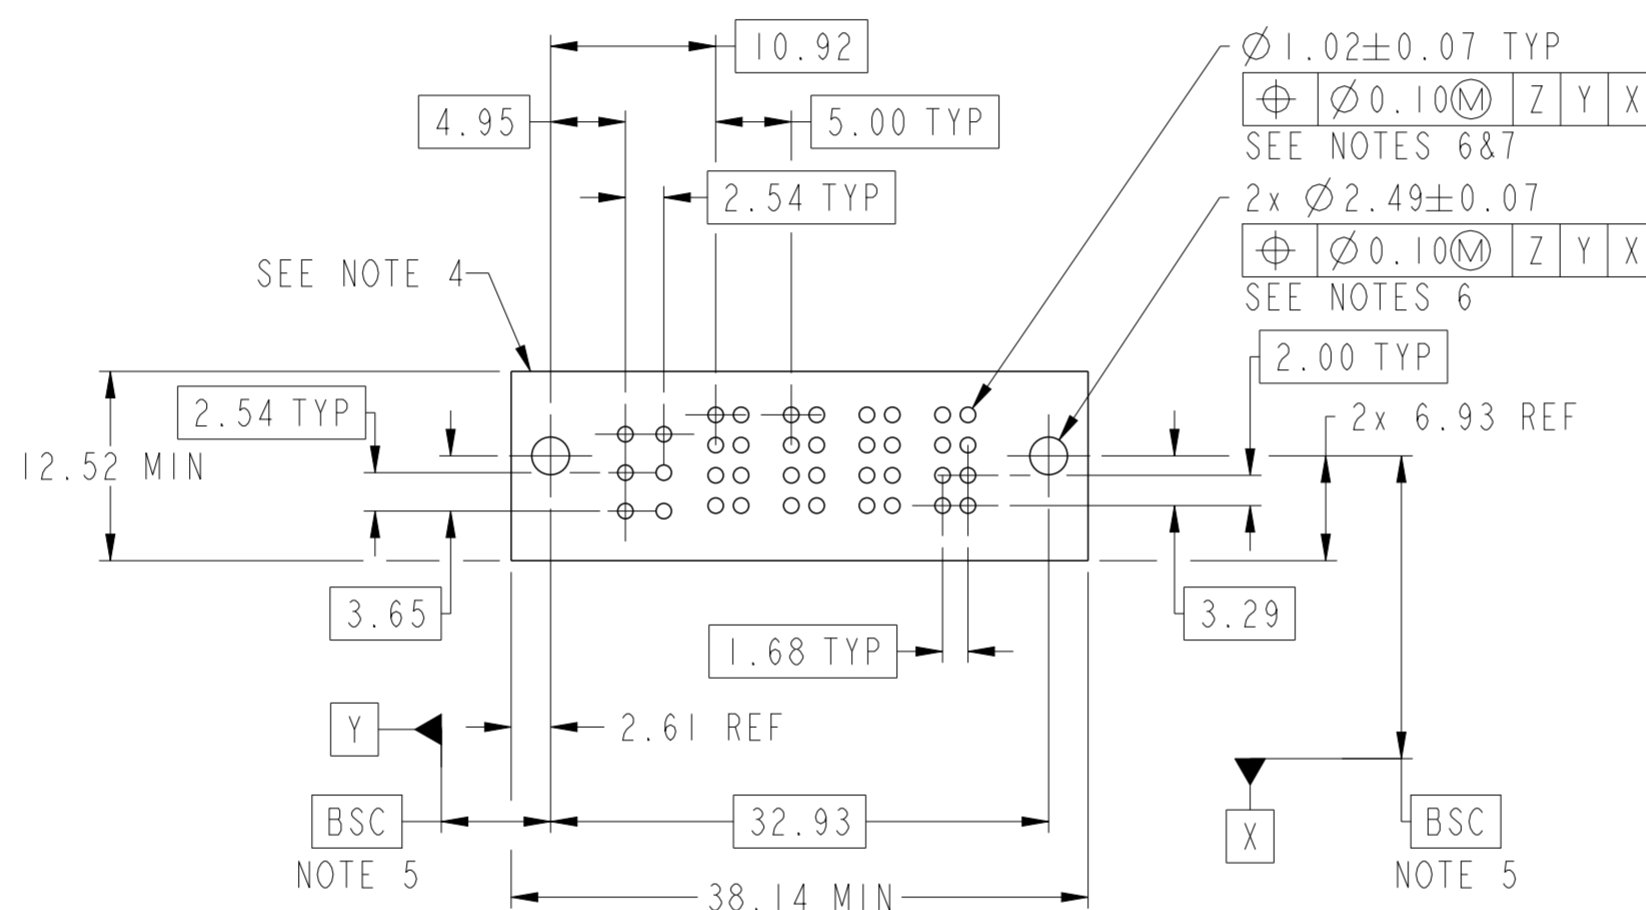 10.92
Ø1.02±0.07 TYP
⌖ Ø0.10Ⓜ Z Y X
SEE NOTES 6&7
4.95
5.00 TYP
2.54 TYP
2x Ø2.49±0.07
⌖ Ø0.10Ⓜ Z Y X
SEE NOTES 6
SEE NOTE 4
2.00 TYP
2.54 TYP
2x 6.93 REF
12.52 MIN
3.65
3.29
1.68 TYP
Y
2.61 REF
BSC
NOTE 5
32.93
X
BSC
NOTE 5
38.14 MIN